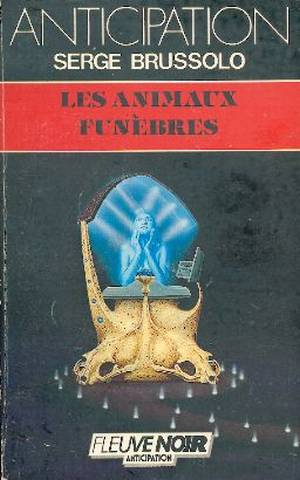 ANTICIPATION
SERGE BRUSSOLO
LES ANIMAUX
FUNÈBRES
FLEUVE NOIR
ANTICIPATION